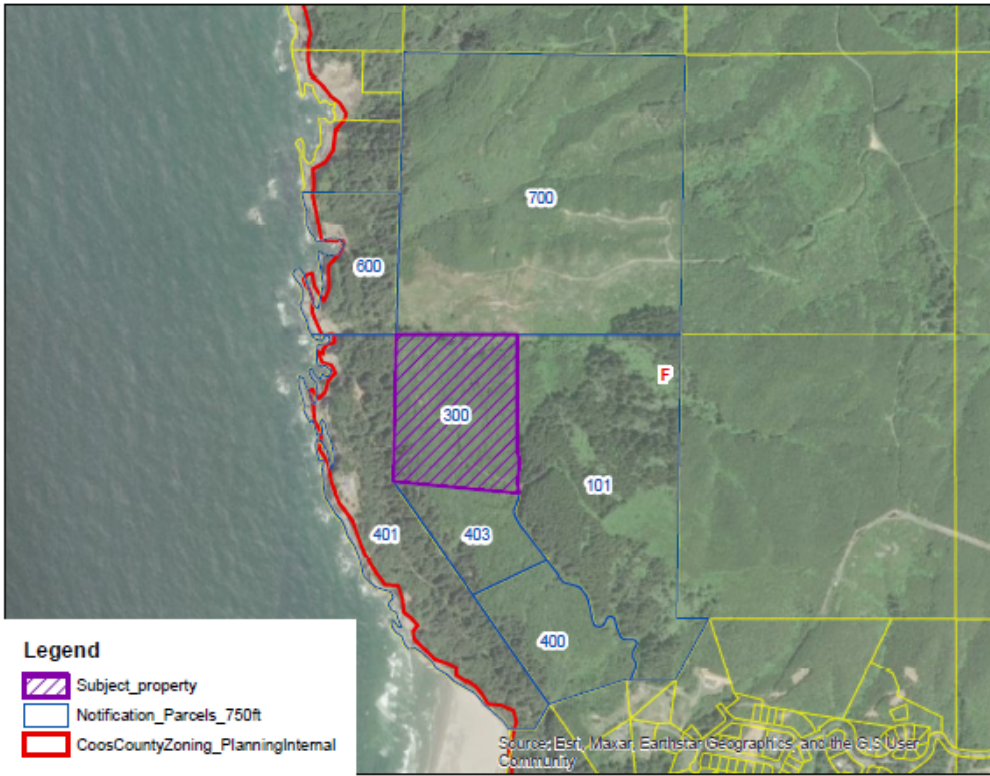 700
600
F
300
101
401
403
400
Legend
Subject_property
Notification_Parcels_750ft
CoosCountyZoning_PlanningInternal
Source: Esri, Maxar, Earthstar Geographics, and the GIS User
Community